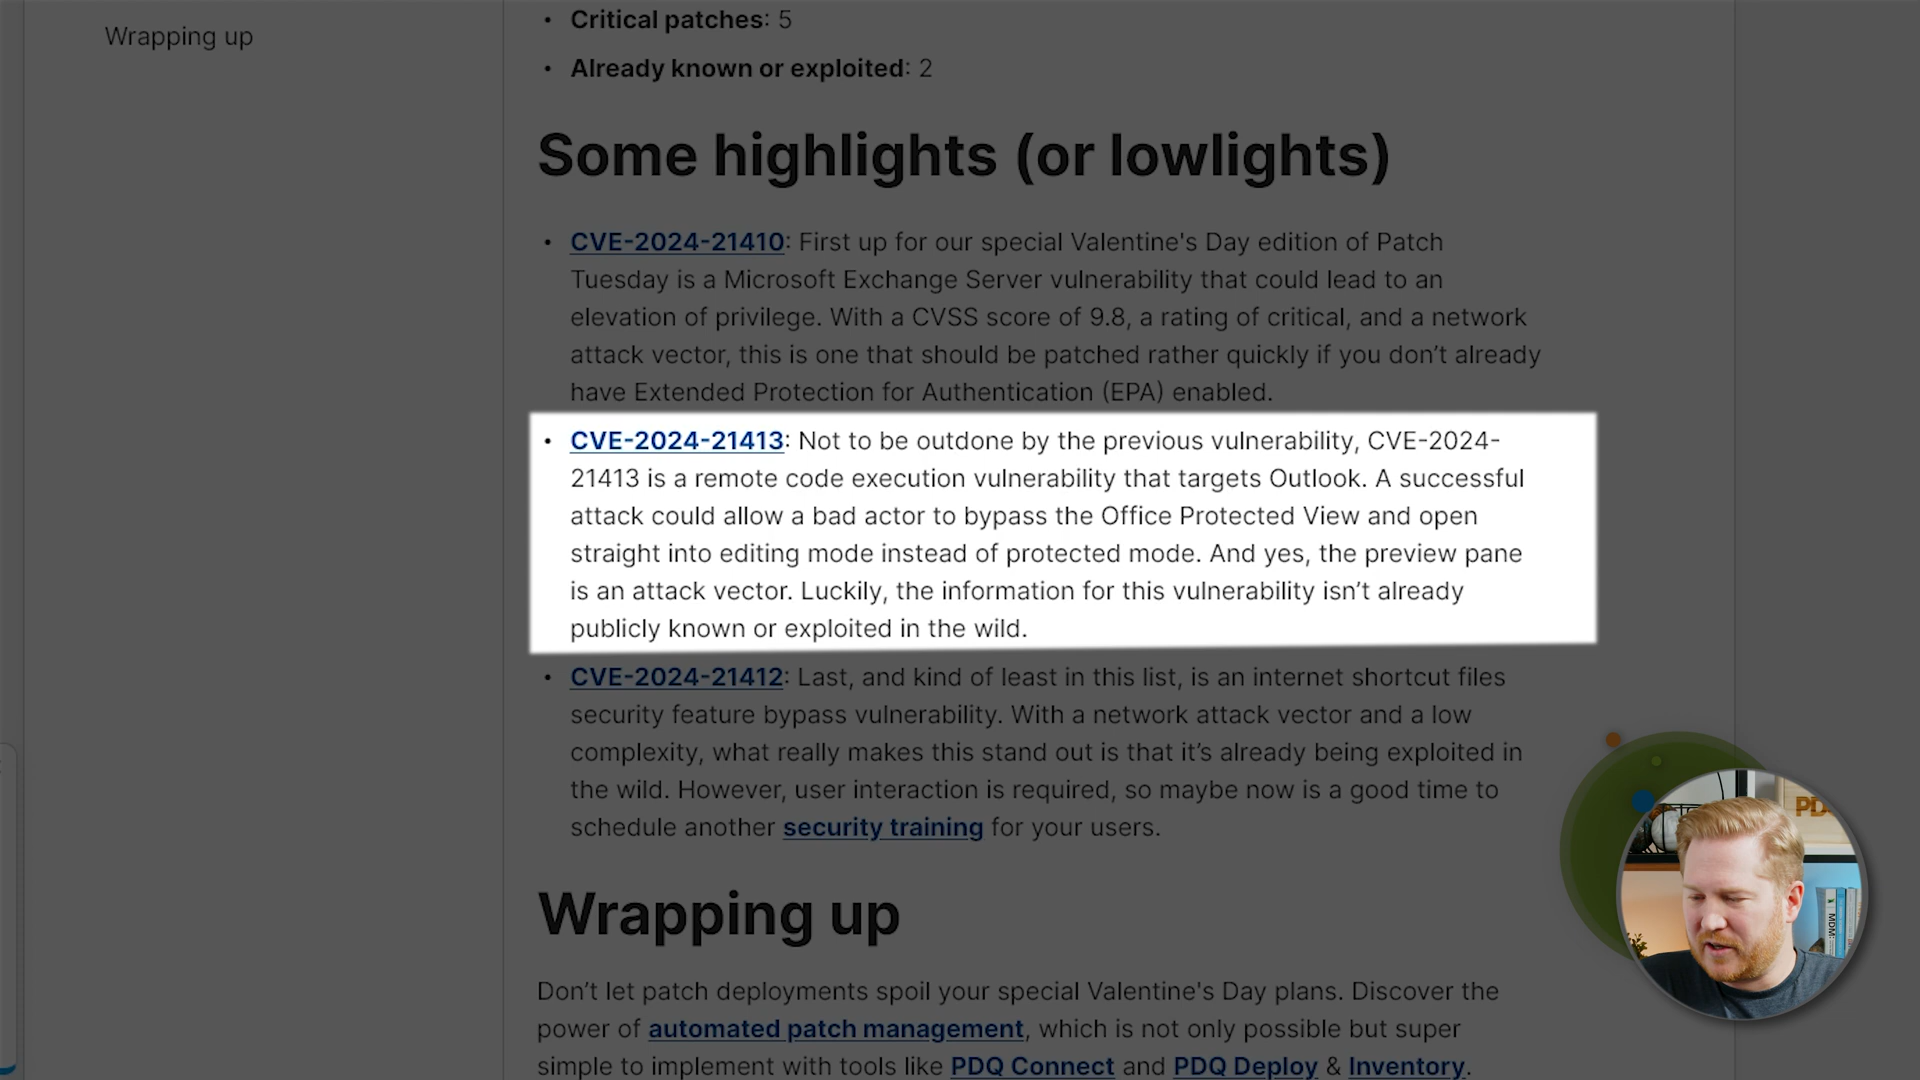 Wrapping up
• Critical patches: 5
• Already known or exploited: 2
Some highlights (or lowlights)
• CVE-2024-21410: First up for our special Valentine's Day edition of Patch
Tuesday is a Microsoft Exchange Server vulnerability that could lead to an
elevation of privilege. With a CVSS score of 9.8, a rating of critical, and a network
attack vector, this is one that should be patched rather quickly if you don’t already
have Extended Protection for Authentication (EPA) enabled.
• CVE-2024-21413: Not to be outdone by the previous vulnerability, CVE-2024-
21413 is a remote code execution vulnerability that targets Outlook. A successful
attack could allow a bad actor to bypass the Office Protected View and open
straight into editing mode instead of protected mode. And yes, the preview pane
is an attack vector. Luckily, the information for this vulnerability isn’t already
publicly known or exploited in the wild.
• CVE-2024-21412: Last, and kind of least in this list, is an internet shortcut files
security feature bypass vulnerability. With a network attack vector and a low
complexity, what really makes this stand out is that it’s already being exploited in
the wild. However, user interaction is required, so maybe now is a good time to
schedule another security training for your users.
Wrapping up
Don’t let patch deployments spoil your special Valentine's Day plans. Discover the
power of automated patch management, which is not only possible but super
simple to implement with tools like PDQ Connect and PDQ Deploy & Inventory.
PD
MDM: